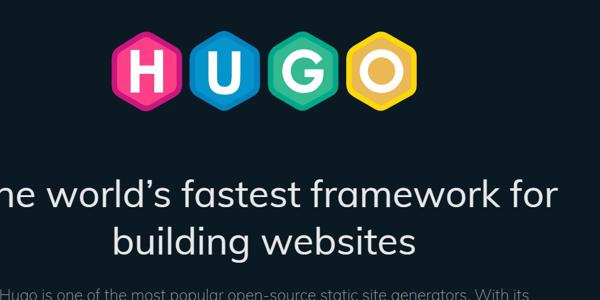 HUGO
he world’s fastest framework for
building websites
Hugo is one of the most popular open-source static site generators. With its